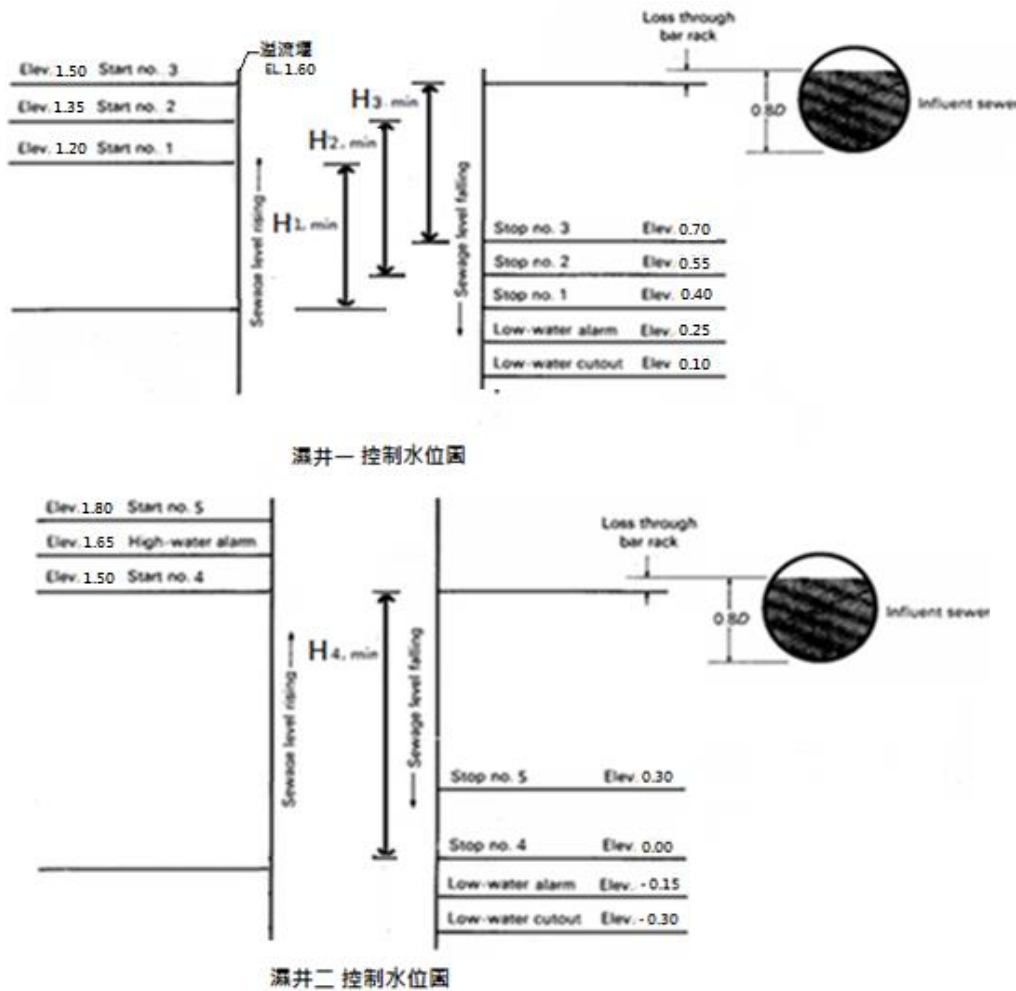 Loss through
bar rack
溢流堰
EL.1.60
Elev. 1.50 Start no. 3
Elev. 1.35 Start no. 2
Elev. 1.20 Start no. 1
H3. min
H2. min
H1. min
0.8D
Influent sewer
Sewage level rising
Sewage level falling
Stop no. 3 Elev. 0.70
Stop no. 2 Elev. 0.55
Stop no. 1 Elev. 0.40
Low-water alarm Elev. 0.25
Low-water cutout Elev 0.10
濕井一 控制水位圖
Elev. 1.80 Start no. 5
Elev. 1.65 High-water alarm
Elev. 1.50 Start no. 4
Loss through
bar rack
0.8D
Influent sewer
H4. min
Sewage level rising
Sewage level falling
Stop no. 5 Elev. 0.30
Stop no. 4 Elev. 0.00
Low-water alarm Elev. -0.15
Low-water cutout Elev. -0.30
濕井二 控制水位圖